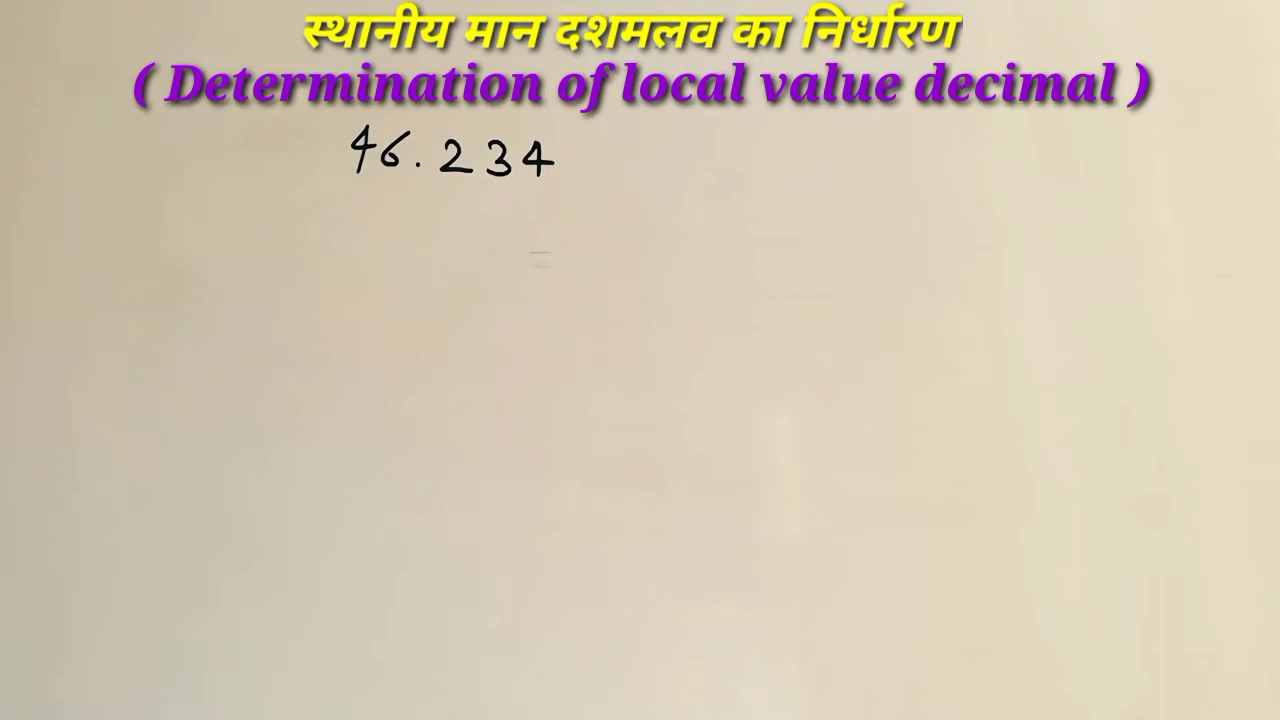 स्थानीय मान दशमलव का निर्धारण
( Determination of local value decimal )
46.234